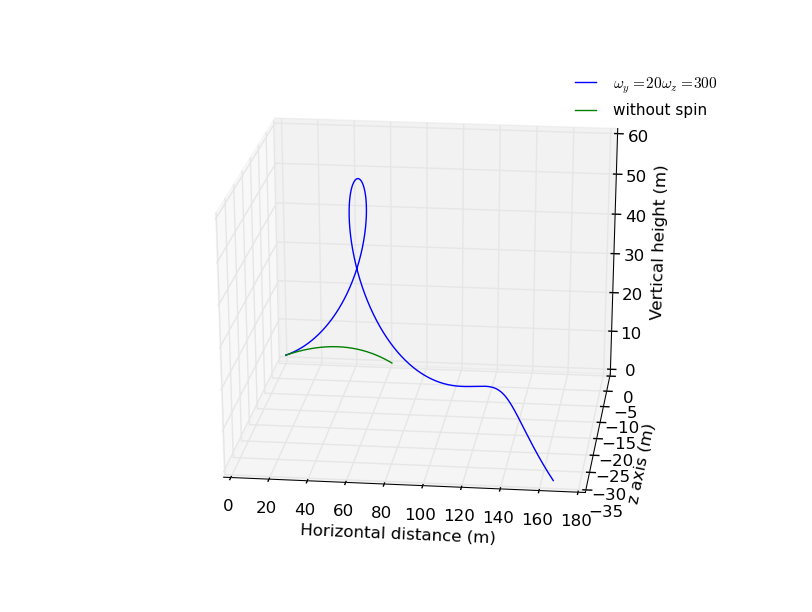 ω_y = 20ω_z = 300
without spin
60
50
40
30
20
10
0
Vertical height (m)
0
−5
−10
−15
−20
−25
−30
−35
z axis (m)
0 20 40 60 80 100 120 140 160 180
Horizontal distance (m)